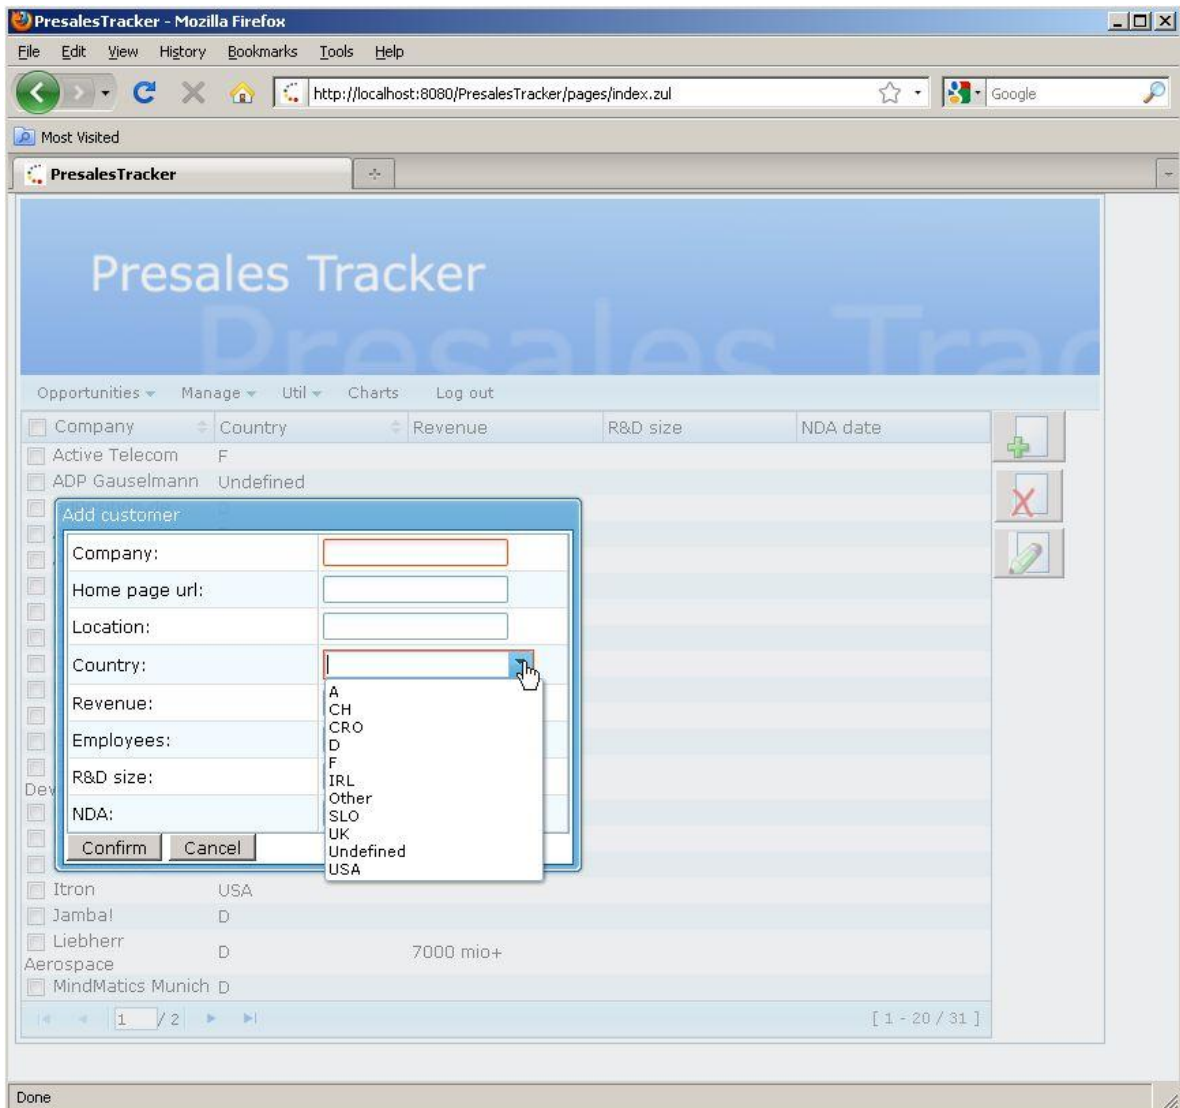 PresalesTracker - Mozilla Firefox
File Edit View History Bookmarks Tools Help
http://localhost:8080/PresalesTracker/pages/index.zul Google
Most Visited
PresalesTracker
Presales Tracker
Presales Trac
Opportunities Manage Util Charts Log out
Company Country Revenue R&D size NDA date
Active Telecom F
ADP Gauselmann Undefined
Add customer
Company:
Home page url:
Location:
Country:
A
Revenue:
CH
CRO
Employees:
D
F
R&D size:
IRL
Other
NDA:
SLO
UK
Confirm Cancel
Undefined
USA
Dev
Itron USA
Jamba! D
Liebherr
Aerospace D 7000 mio+
MindMatics Munich D
1 / 2 [ 1 - 20 / 31 ]
Done